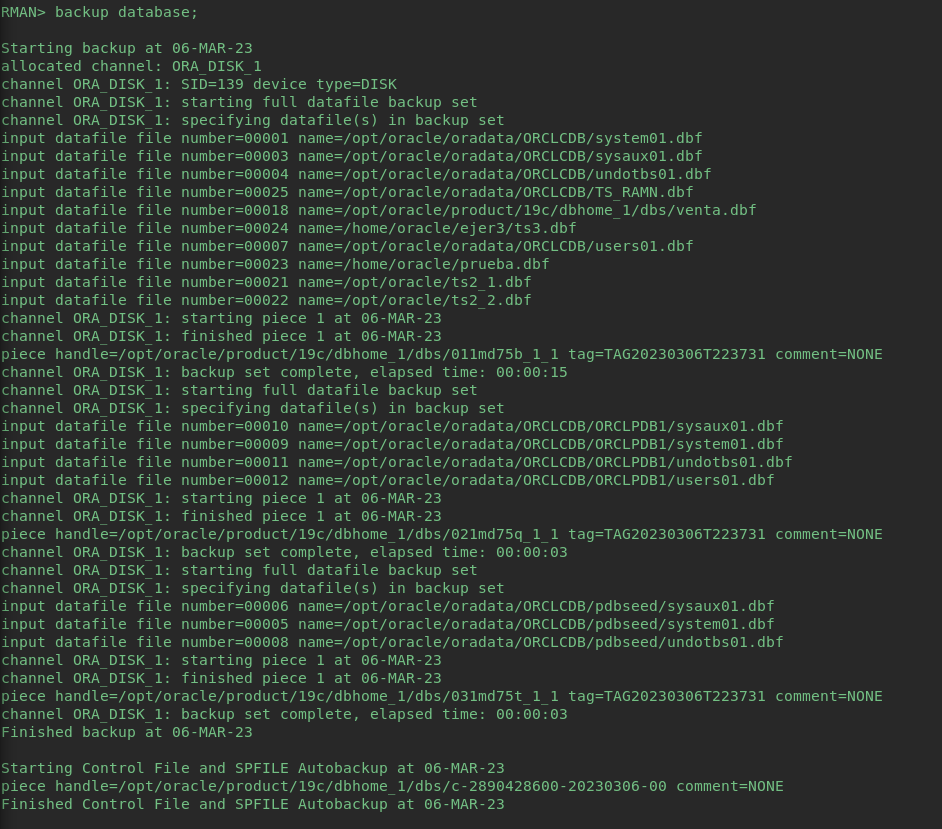 RMAN> backup database;

Starting backup at 06-MAR-23
allocated channel: ORA_DISK_1
channel ORA_DISK_1: SID=139 device type=DISK
channel ORA_DISK_1: starting full datafile backup set
channel ORA_DISK_1: specifying datafile(s) in backup set
input datafile file number=00001 name=/opt/oracle/oradata/ORCLCDB/system01.dbf
input datafile file number=00003 name=/opt/oracle/oradata/ORCLCDB/sysaux01.dbf
input datafile file number=00004 name=/opt/oracle/oradata/ORCLCDB/undotbs01.dbf
input datafile file number=00025 name=/opt/oracle/oradata/ORCLCDB/TS_RAMN.dbf
input datafile file number=00018 name=/opt/oracle/product/19c/dbhome_1/dbs/venta.dbf
input datafile file number=00024 name=/home/oracle/ejer3/ts3.dbf
input datafile file number=00007 name=/opt/oracle/oradata/ORCLCDB/users01.dbf
input datafile file number=00023 name=/home/oracle/prueba.dbf
input datafile file number=00021 name=/opt/oracle/ts2_1.dbf
input datafile file number=00022 name=/opt/oracle/ts2_2.dbf
channel ORA_DISK_1: starting piece 1 at 06-MAR-23
channel ORA_DISK_1: finished piece 1 at 06-MAR-23
piece handle=/opt/oracle/product/19c/dbhome_1/dbs/011md75b_1_1 tag=TAG20230306T223731 comment=NONE
channel ORA_DISK_1: backup set complete, elapsed time: 00:00:15
channel ORA_DISK_1: starting full datafile backup set
channel ORA_DISK_1: specifying datafile(s) in backup set
input datafile file number=00010 name=/opt/oracle/oradata/ORCLCDB/ORCLPDB1/sysaux01.dbf
input datafile file number=00009 name=/opt/oracle/oradata/ORCLCDB/ORCLPDB1/system01.dbf
input datafile file number=00011 name=/opt/oracle/oradata/ORCLCDB/ORCLPDB1/undotbs01.dbf
input datafile file number=00012 name=/opt/oracle/oradata/ORCLCDB/ORCLPDB1/users01.dbf
channel ORA_DISK_1: starting piece 1 at 06-MAR-23
channel ORA_DISK_1: finished piece 1 at 06-MAR-23
piece handle=/opt/oracle/product/19c/dbhome_1/dbs/021md75q_1_1 tag=TAG20230306T223731 comment=NONE
channel ORA_DISK_1: backup set complete, elapsed time: 00:00:03
channel ORA_DISK_1: starting full datafile backup set
channel ORA_DISK_1: specifying datafile(s) in backup set
input datafile file number=00006 name=/opt/oracle/oradata/ORCLCDB/pdbseed/sysaux01.dbf
input datafile file number=00005 name=/opt/oracle/oradata/ORCLCDB/pdbseed/system01.dbf
input datafile file number=00008 name=/opt/oracle/oradata/ORCLCDB/pdbseed/undotbs01.dbf
channel ORA_DISK_1: starting piece 1 at 06-MAR-23
channel ORA_DISK_1: finished piece 1 at 06-MAR-23
piece handle=/opt/oracle/product/19c/dbhome_1/dbs/031md75t_1_1 tag=TAG20230306T223731 comment=NONE
channel ORA_DISK_1: backup set complete, elapsed time: 00:00:03
Finished backup at 06-MAR-23

Starting Control File and SPFILE Autobackup at 06-MAR-23
piece handle=/opt/oracle/product/19c/dbhome_1/dbs/c-2890428600-20230306-00 comment=NONE
Finished Control File and SPFILE Autobackup at 06-MAR-23